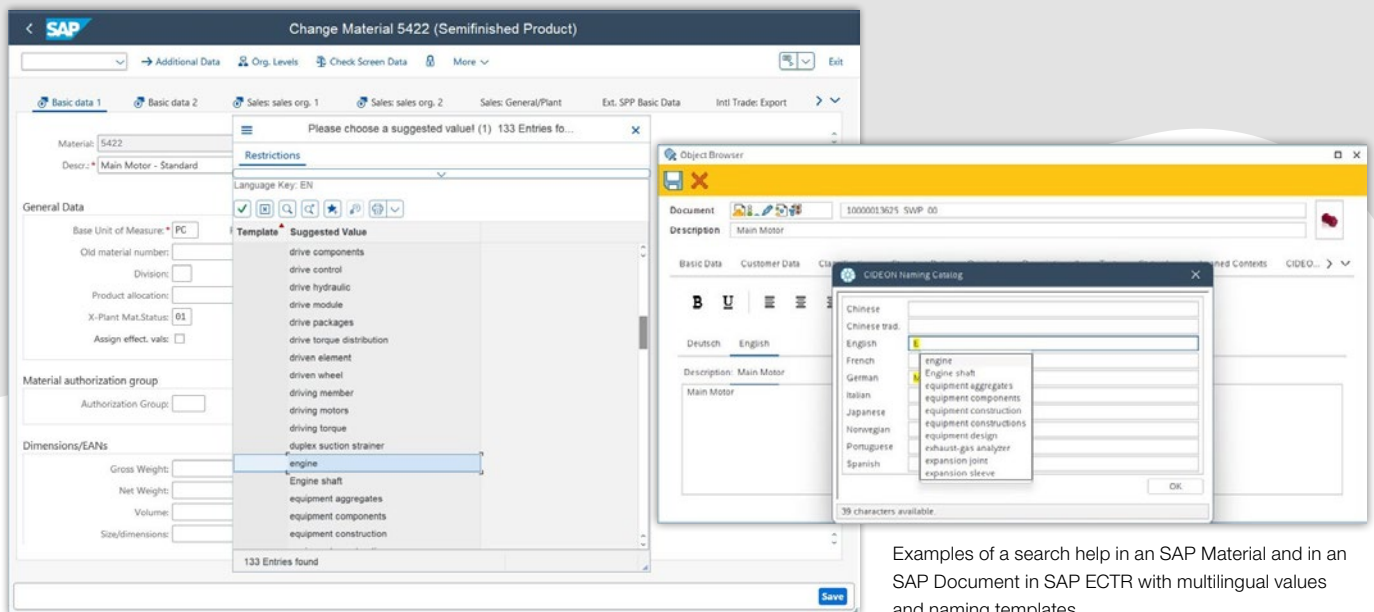 SAP
Change Material 5422 (Semifinished Product)
Additional Data Org. Levels Check Screen Data More Exit
Basic data 1 Basic data 2 Sales: sales org. 1 Sales: sales org. 2 Sales: General/Plant Ext. SPP Basic Data Intl Trade: Export
Material: 5422
Descr.:* Main Motor - Standard
General Data
Base Unit of Measure:* PC
Old material number:
Division:
Product allocation:
X-Plant Mat.Status: 01
Assign effect. vals:
Material authorization group
Authorization Group:
Dimensions/EANs
Gross Weight:
Net Weight:
Volume:
Size/dimensions:
Save
Please choose a suggested value! (1) 133 Entries fo...
Restrictions
Language Key: EN
Template Suggested Value
drive components
drive control
drive hydraulic
drive module
drive packages
drive torque distribution
driven element
driven wheel
driving member
driving motors
driving torque
duplex suction strainer
engine
Engine shaft
equipment aggregates
equipment components
equipment construction
133 Entries found
Object Browser
Document 10000013625 SWP 00
Description Main Motor
Basic Data Customer Data
CIDEO...
B U
Deutsch English
Description: Main Motor
Main Motor
CIDEON Naming Catalog
Chinese
Chinese trad.
English E
French
German M
Italian
Japanese
Norwegian
Portuguese
Spanish
engine
Engine shaft
equipment aggregates
equipment components
equipment construction
equipment constructions
equipment design
exhaust-gas analyzer
expansion joint
expansion sleeve
OK
39 characters available.
Examples of a search help in an SAP Material and in an
SAP Document in SAP ECTR with multilingual values
and naming templates